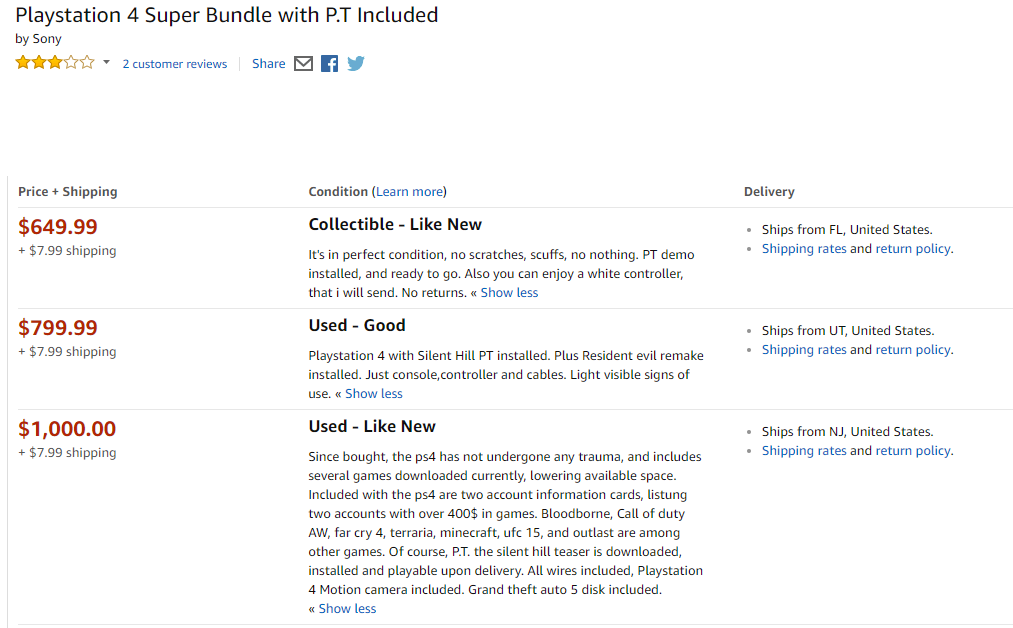 Playstation 4 Super Bundle with P.T Included
by Sony
2 customer reviews Share
Price + Shipping Condition (Learn more) Delivery
$649.99
+ $7.99 shipping
Collectible - Like New
It's in perfect condition, no scratches, scuffs, no nothing. PT demo
installed, and ready to go. Also you can enjoy a white controller,
that i will send. No returns. « Show less
Ships from FL, United States.
Shipping rates and return policy.
$799.99
+ $7.99 shipping
Used - Good
Playstation 4 with Silent Hill PT installed. Plus Resident evil remake
installed. Just console,controller and cables. Light visible signs of
use. « Show less
Ships from UT, United States.
Shipping rates and return policy.
$1,000.00
+ $7.99 shipping
Used - Like New
Since bought, the ps4 has not undergone any trauma, and includes
several games downloaded currently, lowering available space.
Included with the ps4 are two account information cards, listung
two accounts with over 400$ in games. Bloodborne, Call of duty
AW, far cry 4, terraria, minecraft, ufc 15, and outlast are among
other games. Of course, P.T. the silent hill teaser is downloaded,
installed and playable upon delivery. All wires included, Playstation
4 Motion camera included. Grand theft auto 5 disk included.
« Show less
Ships from NJ, United States.
Shipping rates and return policy.